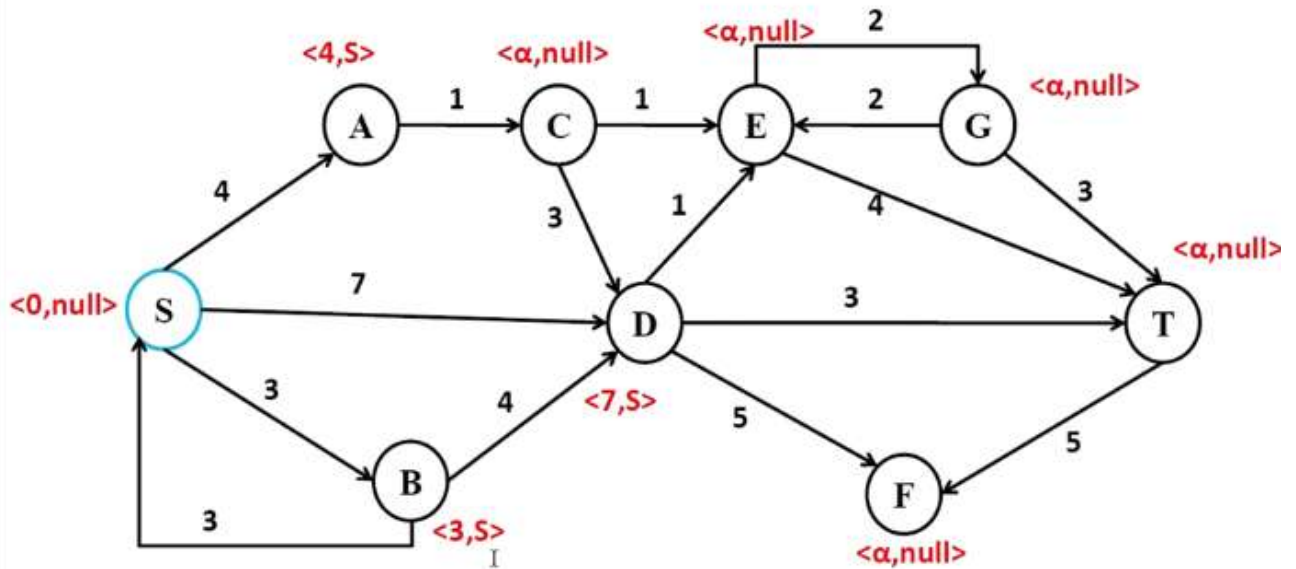 <α,null>
2
<4,S>
<α,null>
<α,null>
A
1
C
1
E
2
G
4
3
1
4
3
<α,null>
<0,null>
S
7
D
3
T
3
4
<7,S>
5
5
B
F
3
<3,S>
<α,null>